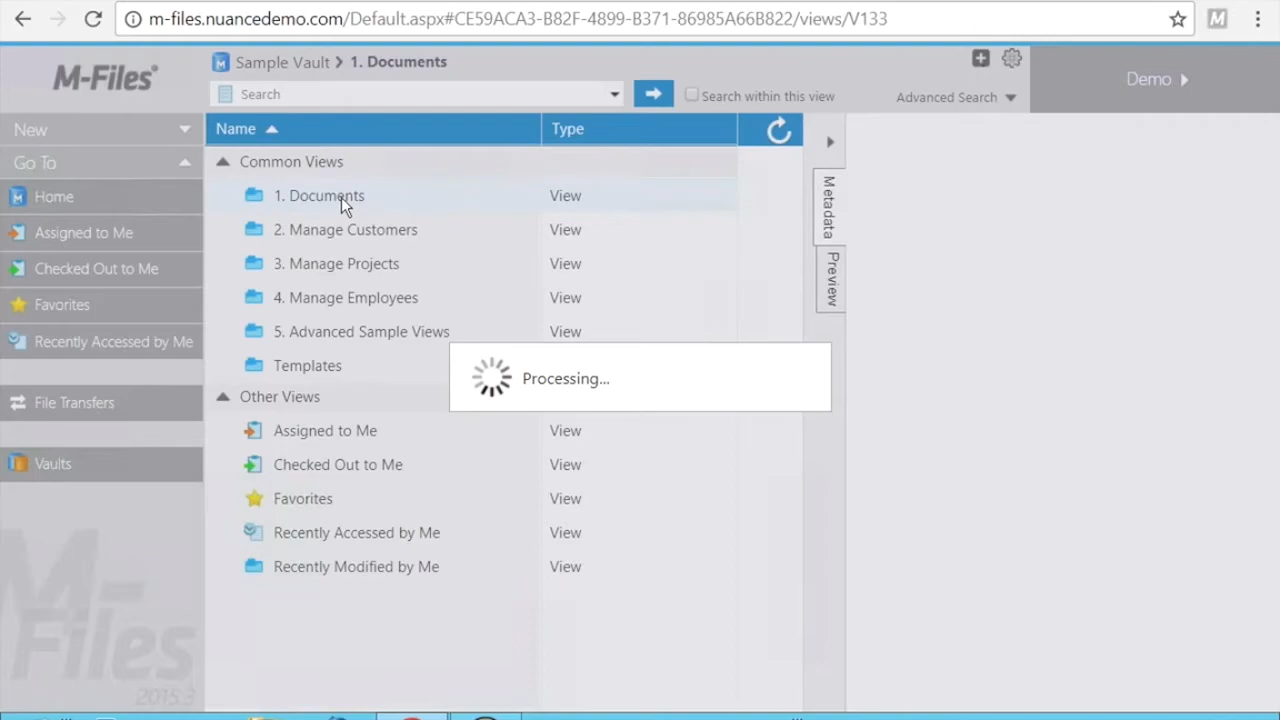 m-files.nuancedemo.com/Default.aspx#CE59ACA3-B82F-4899-B371-86985A66B822/views/V133
M
M-Files®
Sample Vault > 1. Documents
Demo
Search
Search within this view
Advanced Search
New
Go To
Home
Assigned to Me
Checked Out to Me
Favorites
Recently Accessed by Me
File Transfers
Vaults
M-Files
2015.3
Name
Type
Common Views
1. Documents View
2. Manage Customers View
3. Manage Projects View
4. Manage Employees View
5. Advanced Sample Views View
Templates
Processing...
Other Views
Assigned to Me View
Checked Out to Me View
Favorites View
Recently Accessed by Me View
Recently Modified by Me View
Metadata
Preview